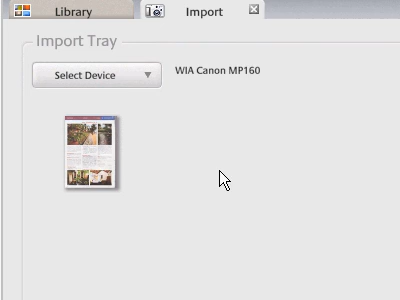 Library
Import
Import Tray
Select Device
WIA Canon MP160